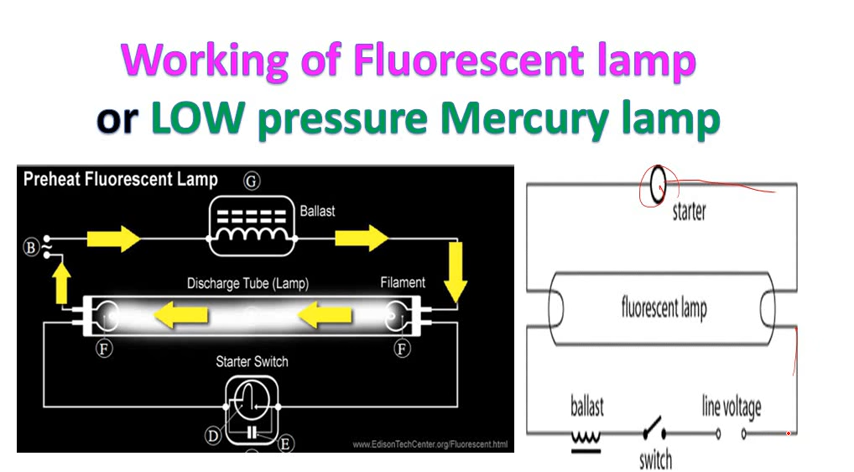 Working of Fluorescent lamp
or LOW pressure Mercury lamp
Preheat Fluorescent Lamp
G
Ballast
B
Discharge Tube (Lamp)
Filament
F
F
Starter Switch
D
E
www.EdisonTechCenter.org/Fluorescent.html
starter
fluorescent lamp
ballast
line voltage
switch